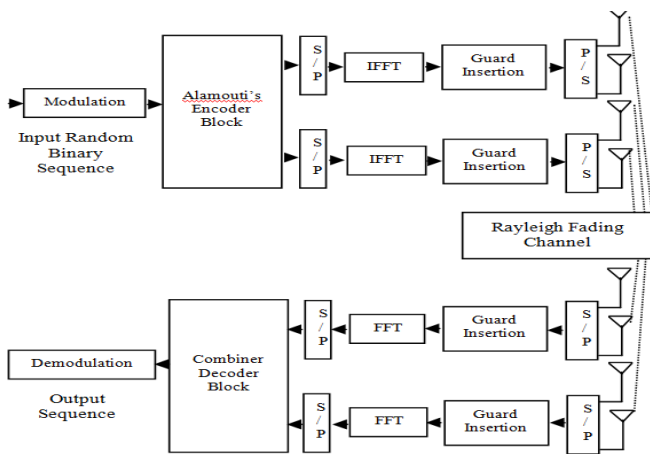 S
/
P
IFFT
Guard
Insertion
P
/
S
Modulation
Alamouti's
Encoder
Block
Input Random
Binary
Sequence
S
/
P
IFFT
Guard
Insertion
P
/
S
Rayleigh Fading
Channel
S
/
P
FFT
Guard
Insertion
S
/
P
Demodulation
Combiner
Decoder
Block
Output
Sequence
S
/
P
FFT
Guard
Insertion
S
/
P